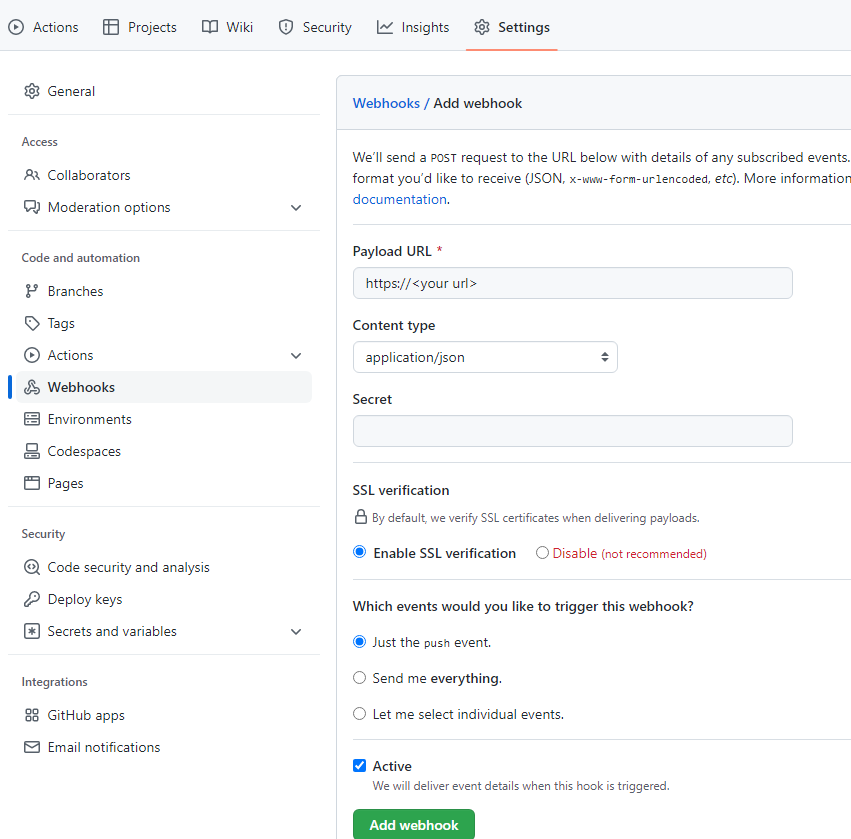 Actions Projects Wiki Security Insights Settings
General
Access
Collaborators
Moderation options
Code and automation
Branches
Tags
Actions
Webhooks
Environments
Codespaces
Pages
Security
Code security and analysis
Deploy keys
Secrets and variables
Integrations
GitHub apps
Email notifications
Webhooks / Add webhook
We'll send a POST request to the URL below with details of any subscribed events.
format you'd like to receive (JSON, x-www-form-urlencoded, etc). More information
documentation.
Payload URL *
https://<your url>
Content type
application/json
Secret
SSL verification
By default, we verify SSL certificates when delivering payloads.
Enable SSL verification Disable (not recommended)
Which events would you like to trigger this webhook?
Just the push event.
Send me everything.
Let me select individual events.
Active
We will deliver event details when this hook is triggered.
Add webhook